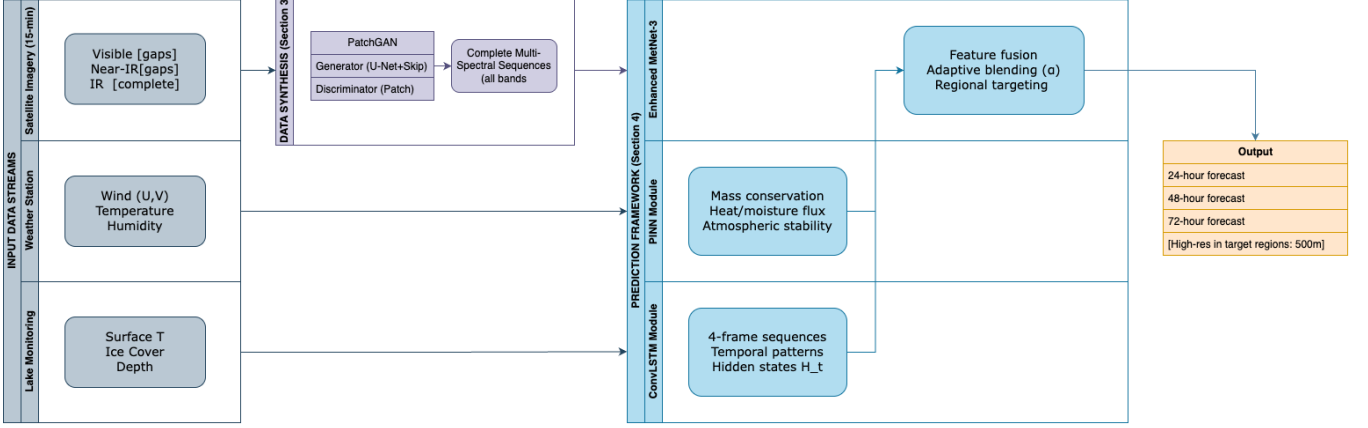 INPUT DATA STREAMS
Satellite Imagery (15-min)
Visible [gaps]
Near-IR[gaps]
IR [complete]
Weather Station
Wind (U,V)
Temperature
Humidity
Lake Monitoring
Surface T
Ice Cover
Depth
DATA SYNTHESIS (Section 3
PatchGAN
Generator (U-Net+Skip)
Discriminator (Patch)
Complete Multi-
Spectral Sequences
(all bands
PREDICTION FRAMEWORK (Section 4)
Enhanced MetNet-3
Feature fusion
Adaptive blending (α)
Regional targeting
PINN Module
Mass conservation
Heat/moisture flux
Atmospheric stability
ConvLSTM Module
4-frame sequences
Temporal patterns
Hidden states H_t
Output
24-hour forecast
48-hour forecast
72-hour forecast
[High-res in target regions: 500m]